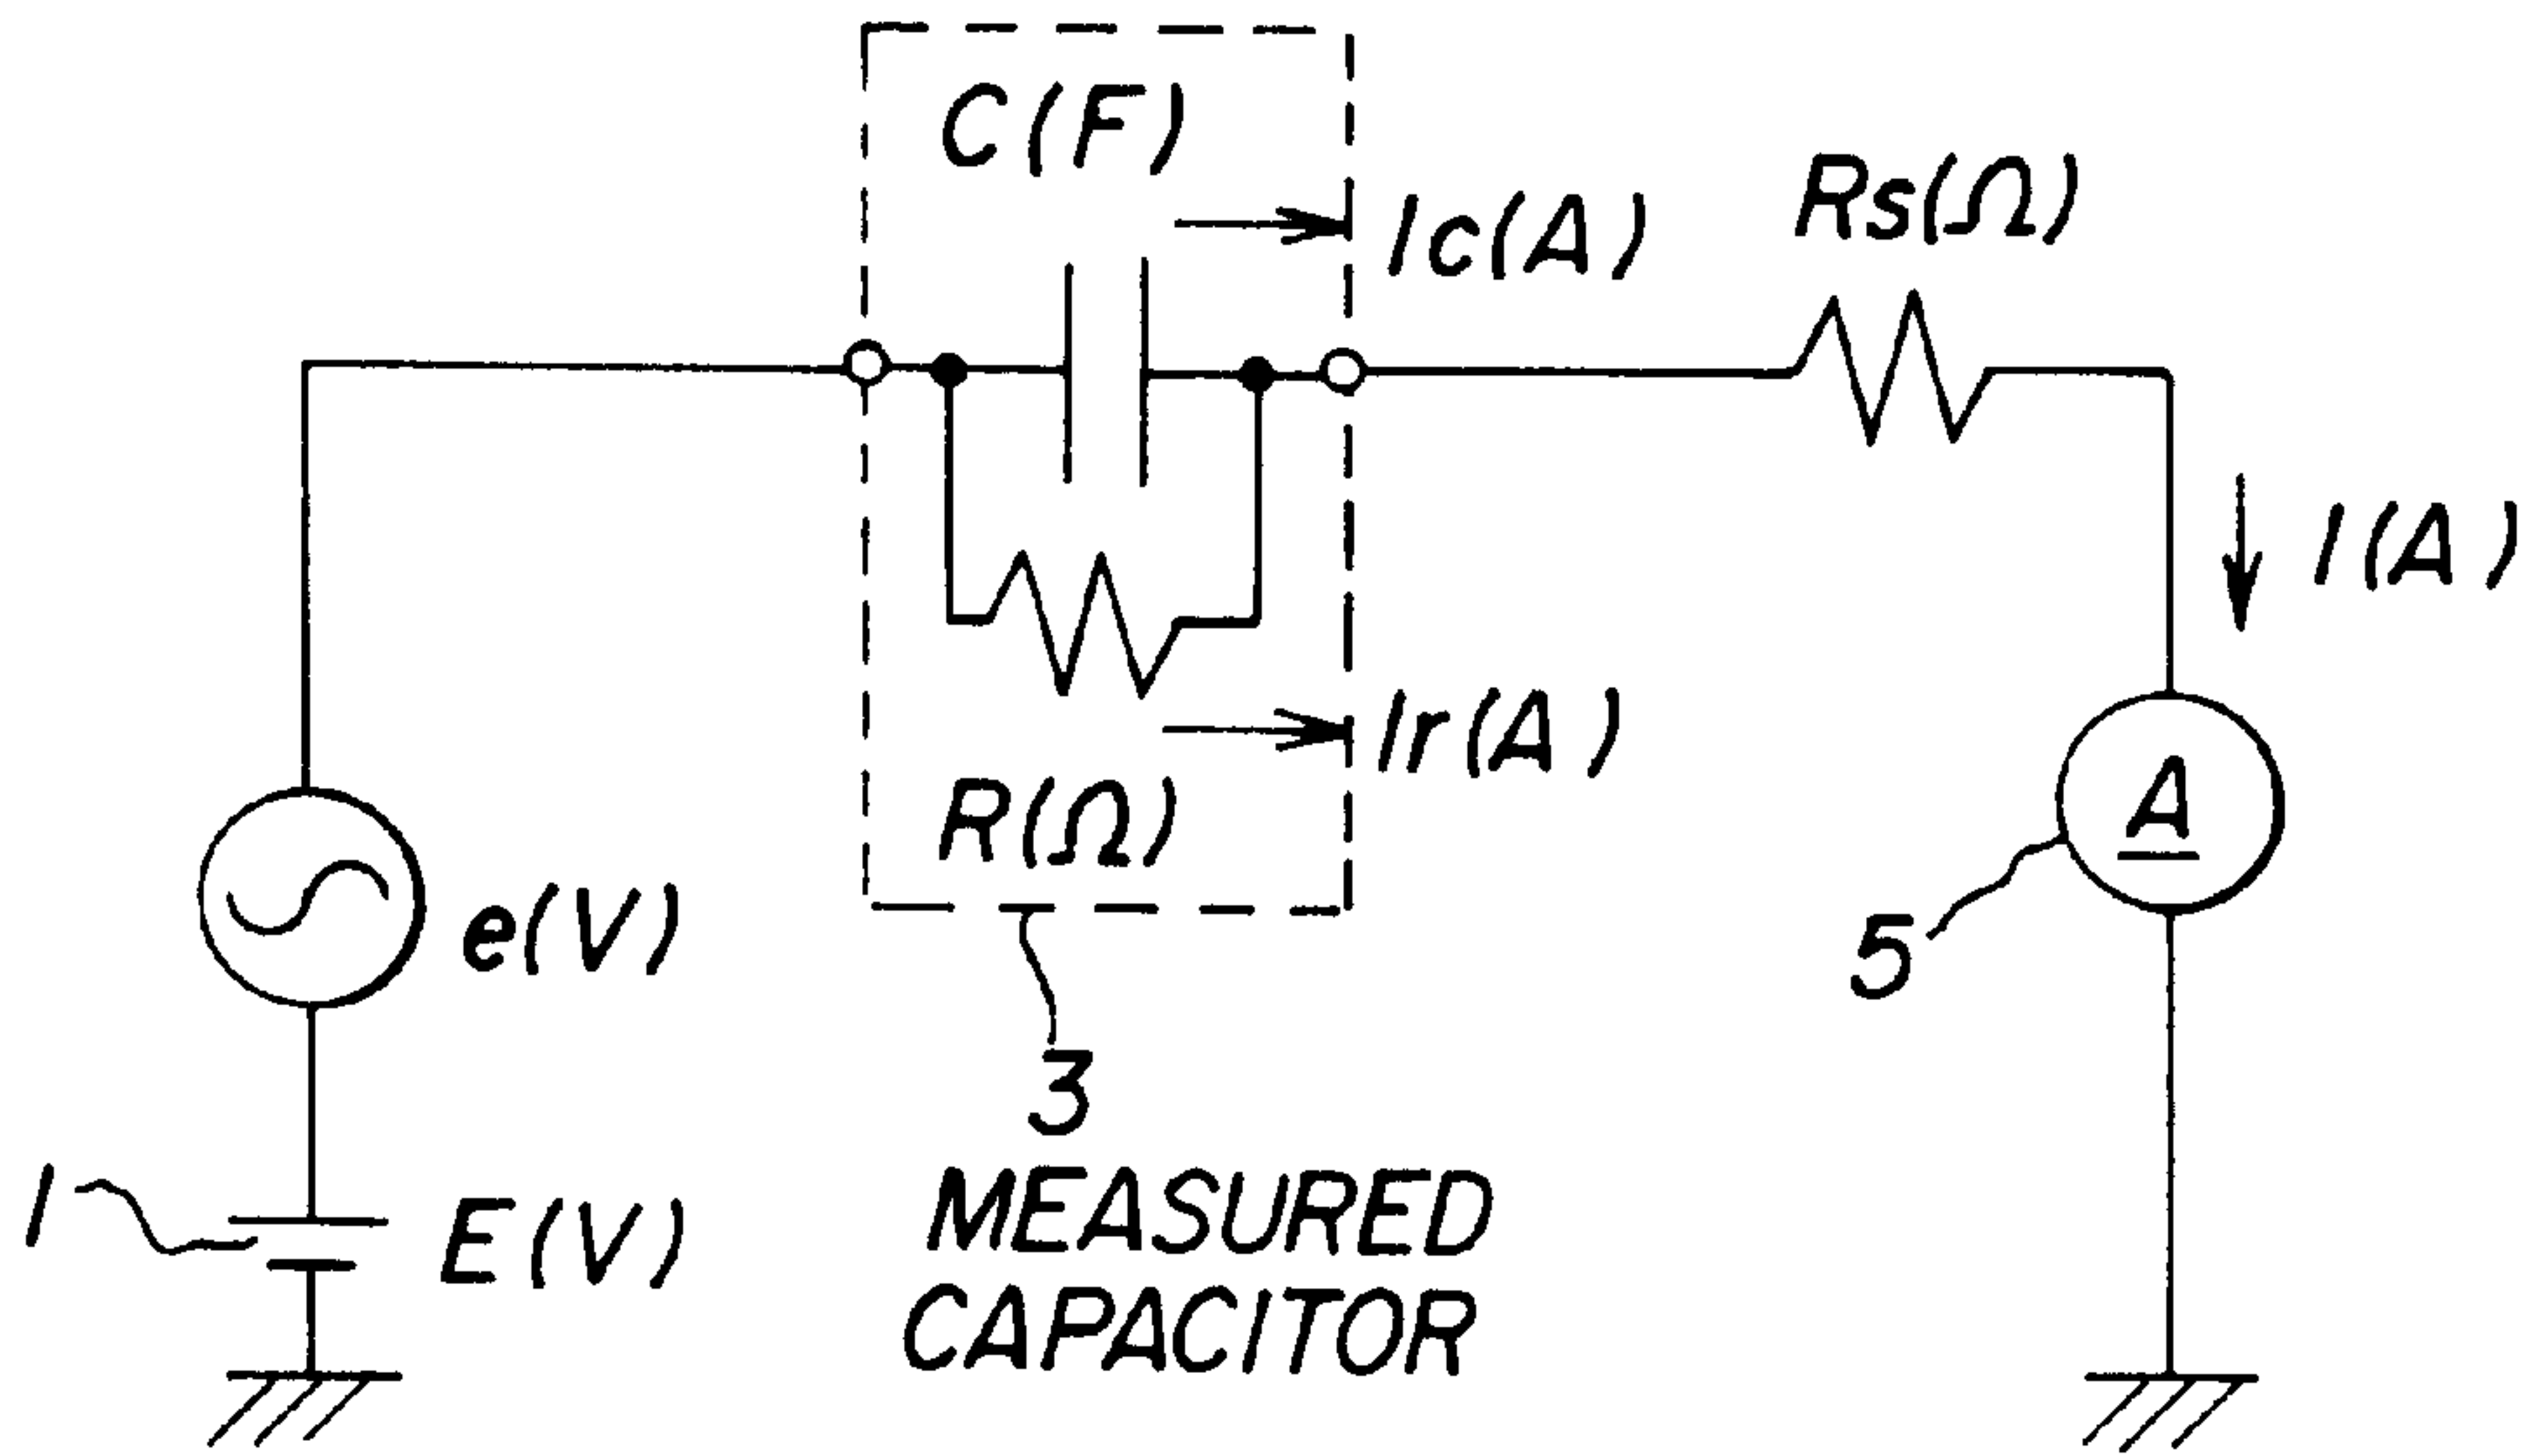 C(F)
Ic(A)
Rs(Ω)
I(A)
Ir(A)
R(Ω)
A
e(V)
5
3
1
E(V)
MEASURED
CAPACITOR